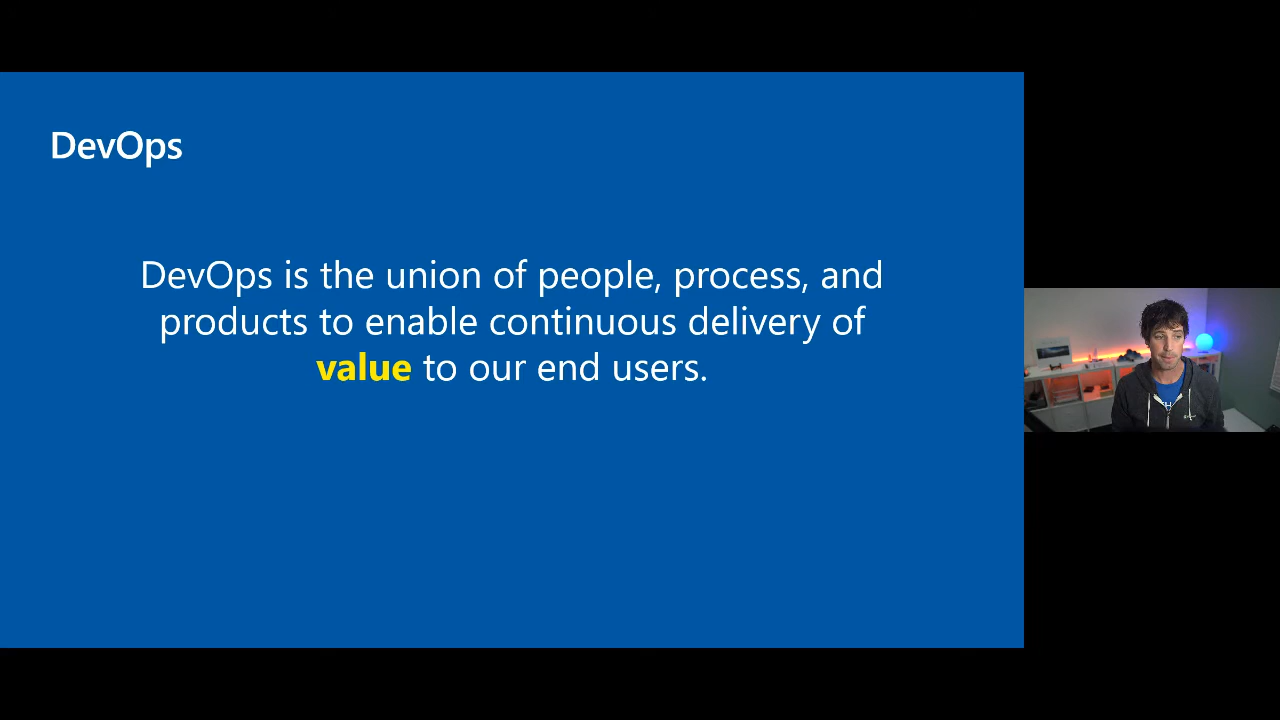 DevOps
DevOps is the union of people, process, and
products to enable continuous delivery of
value to our end users.